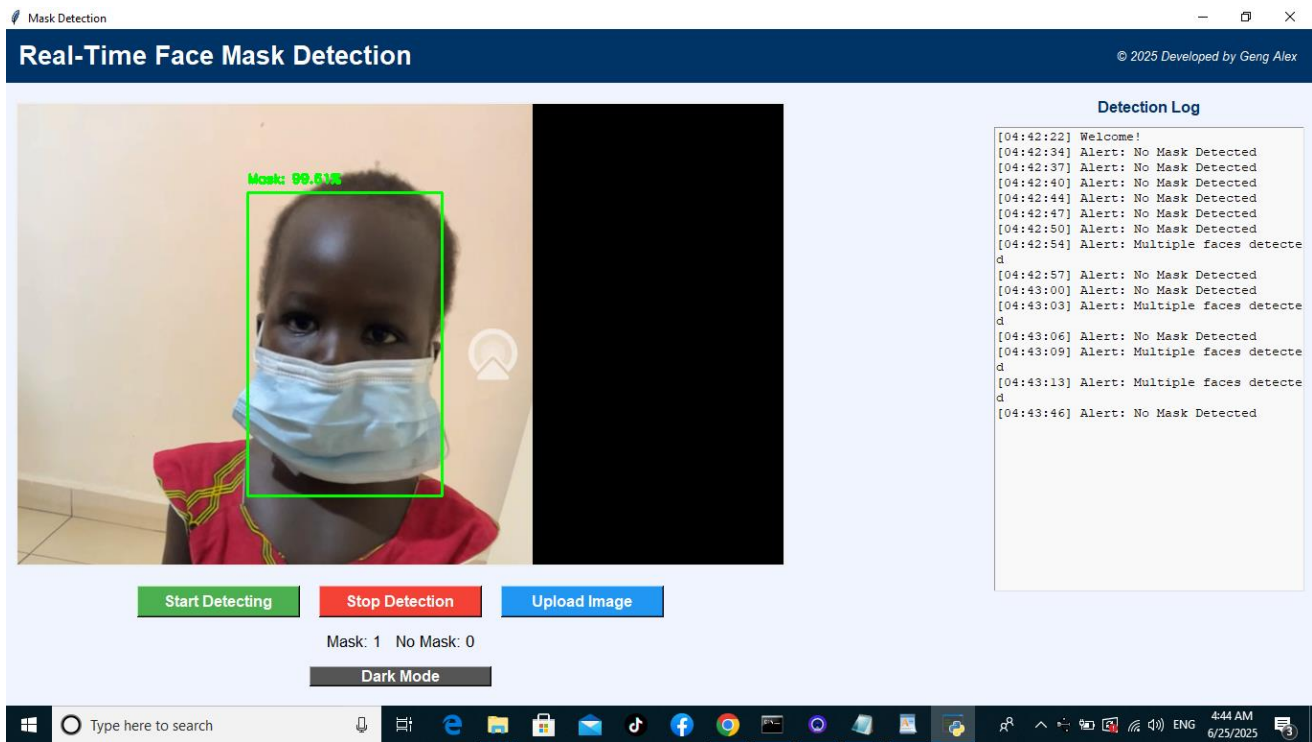 Mask Detection
Real-Time Face Mask Detection
© 2025 Developed by Geng Alex
Mask: 99.61%
Detection Log
[04:42:22] Welcome!
[04:42:34] Alert: No Mask Detected
[04:42:37] Alert: No Mask Detected
[04:42:40] Alert: No Mask Detected
[04:42:44] Alert: No Mask Detected
[04:42:47] Alert: No Mask Detected
[04:42:50] Alert: No Mask Detected
[04:42:54] Alert: Multiple faces detecte
d
[04:42:57] Alert: No Mask Detected
[04:43:00] Alert: No Mask Detected
[04:43:03] Alert: Multiple faces detecte
d
[04:43:06] Alert: No Mask Detected
[04:43:09] Alert: Multiple faces detecte
d
[04:43:13] Alert: Multiple faces detecte
d
[04:43:46] Alert: No Mask Detected
Start Detecting
Stop Detection
Upload Image
Mask: 1 No Mask: 0
Dark Mode
Type here to search
ENG
4:44 AM
6/25/2025
3